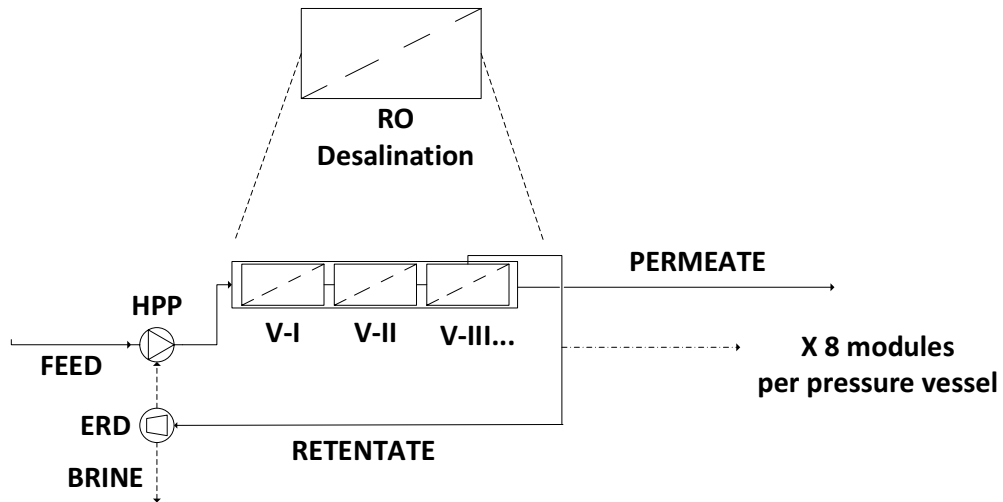 RO
Desalination
PERMEATE
HPP
V-I
V-II
V-III...
FEED
X 8 modules
per pressure vessel
ERD
RETENTATE
BRINE